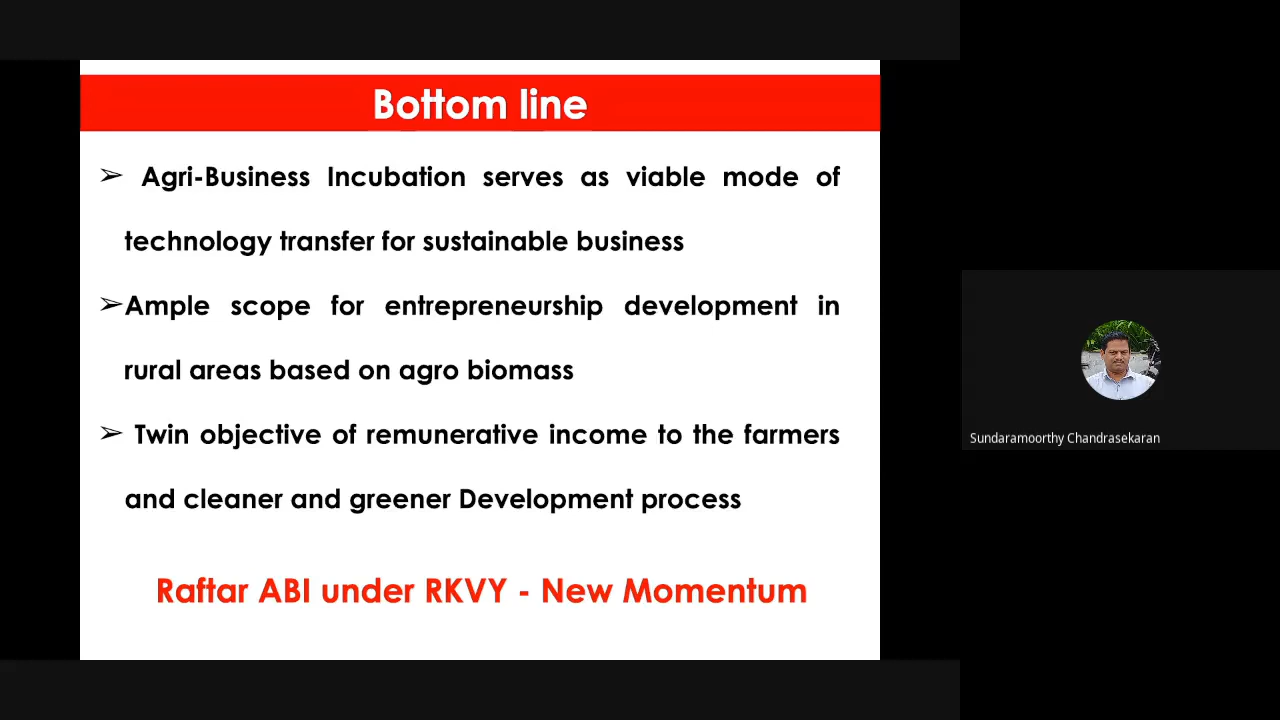 Bottom line
➢ Agri-Business Incubation serves as viable mode of
technology transfer for sustainable business
➢Ample scope for entrepreneurship development in
rural areas based on agro biomass
➢ Twin objective of remunerative income to the farmers
and cleaner and greener Development process
Raftar ABI under RKVY - New Momentum
Sundaramoorthy Chandrasekaran